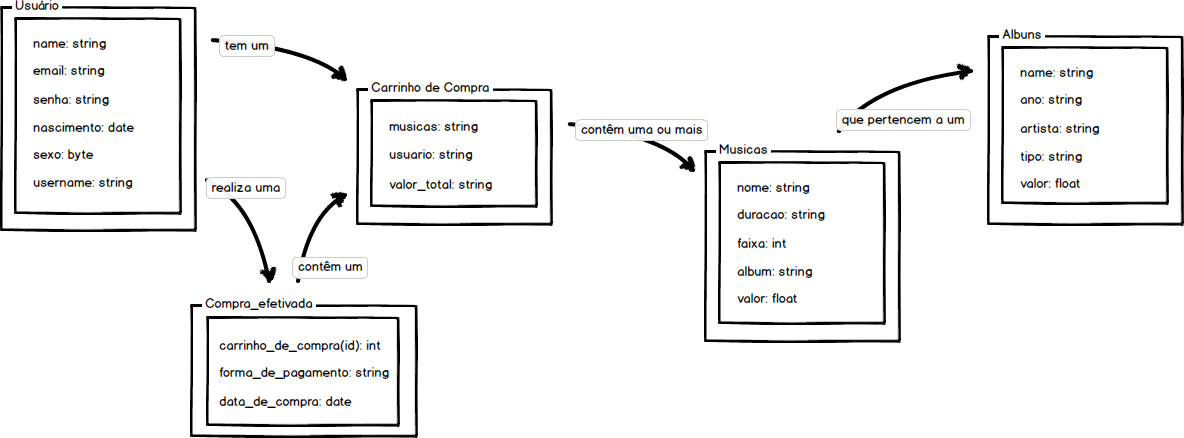 Usuário
name: string
email: string
senha: string
nascimento: date
sexo: byte
username: string
tem um
realiza uma
Carrinho de Compra
musicas: string
usuario: string
valor_total: string
contêm um
Compra_efetivada
carrinho_de_compra(id): int
forma_de_pagamento: string
data_de_compra: date
contêm uma ou mais
Musicas
nome: string
duracao: string
faixa: int
album: string
valor: float
que pertencem a um
Albuns
name: string
ano: string
artista: string
tipo: string
valor: float